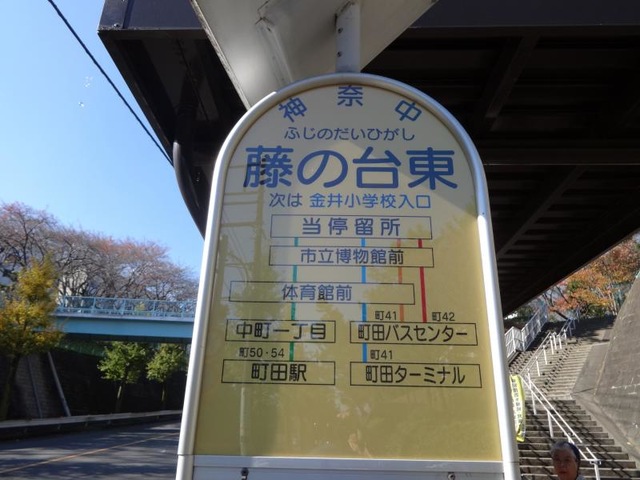 神奈中
ふじのだいひがし
藤の台東
次は 金井小学校入口
当停留所
市立博物館前
体育館前
町41 町42
中町一丁目 町田バスセンター
町50・54 町41
町田駅 町田ターミナル